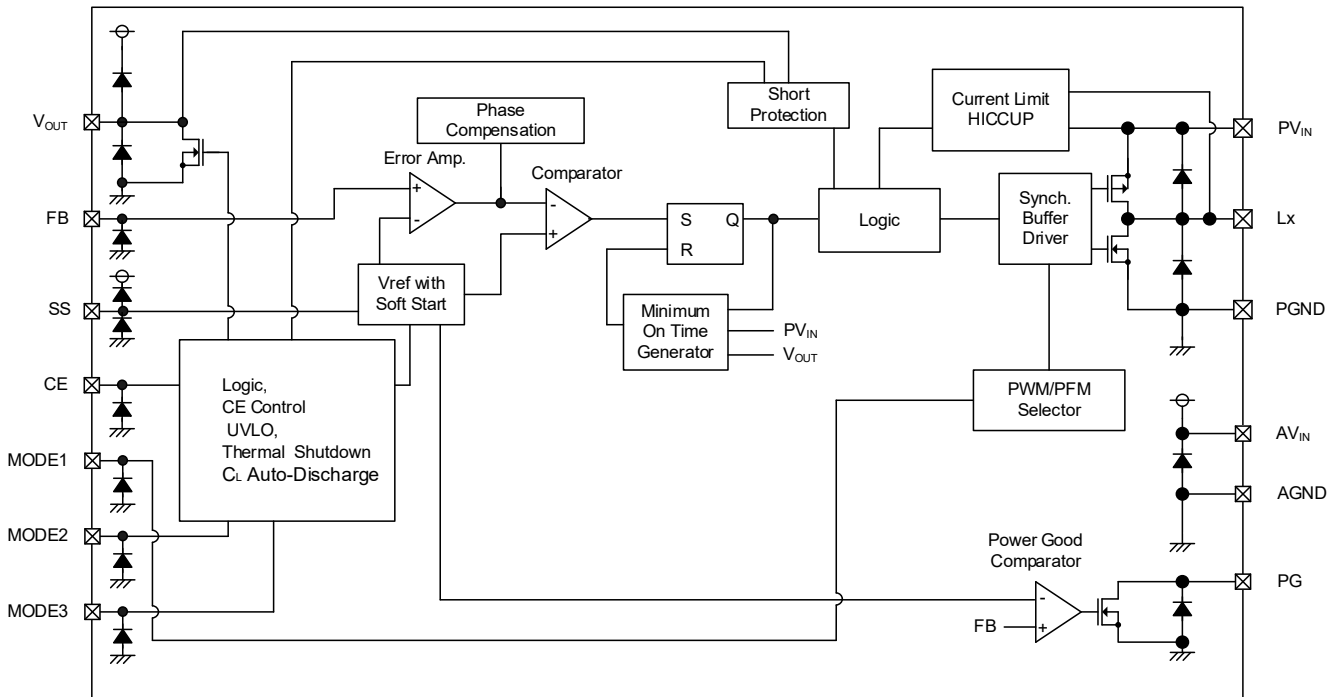 VOUT
FB
SS
CE
MODE1
MODE2
MODE3
Phase
Compensation
Error Amp.
+
-
Comparator
-
+
Vref with
Soft Start
Logic,
CE Control
UVLO,
Thermal Shutdown
CL Auto-Discharge
S Q
R
Minimum
On Time
Generator
PVIN
VOUT
Short
Protection
Logic
Current Limit
HICCUP
Synch.
Buffer
Driver
PWM/PFM
Selector
Power Good
Comparator
-
FB +
PVIN
Lx
PGND
AVIN
AGND
PG